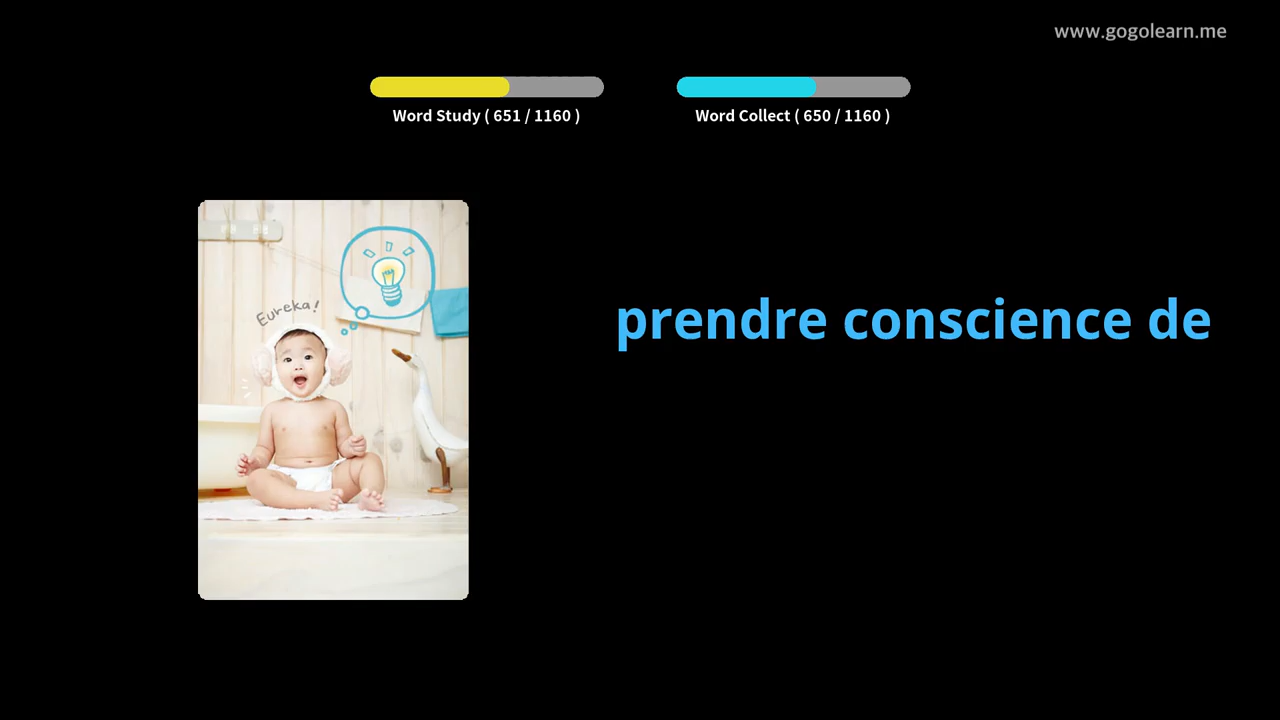 www.gogolearn.me
Word Study ( 651 / 1160 )
Word Collect ( 650 / 1160 )
Eureka!
prendre conscience de